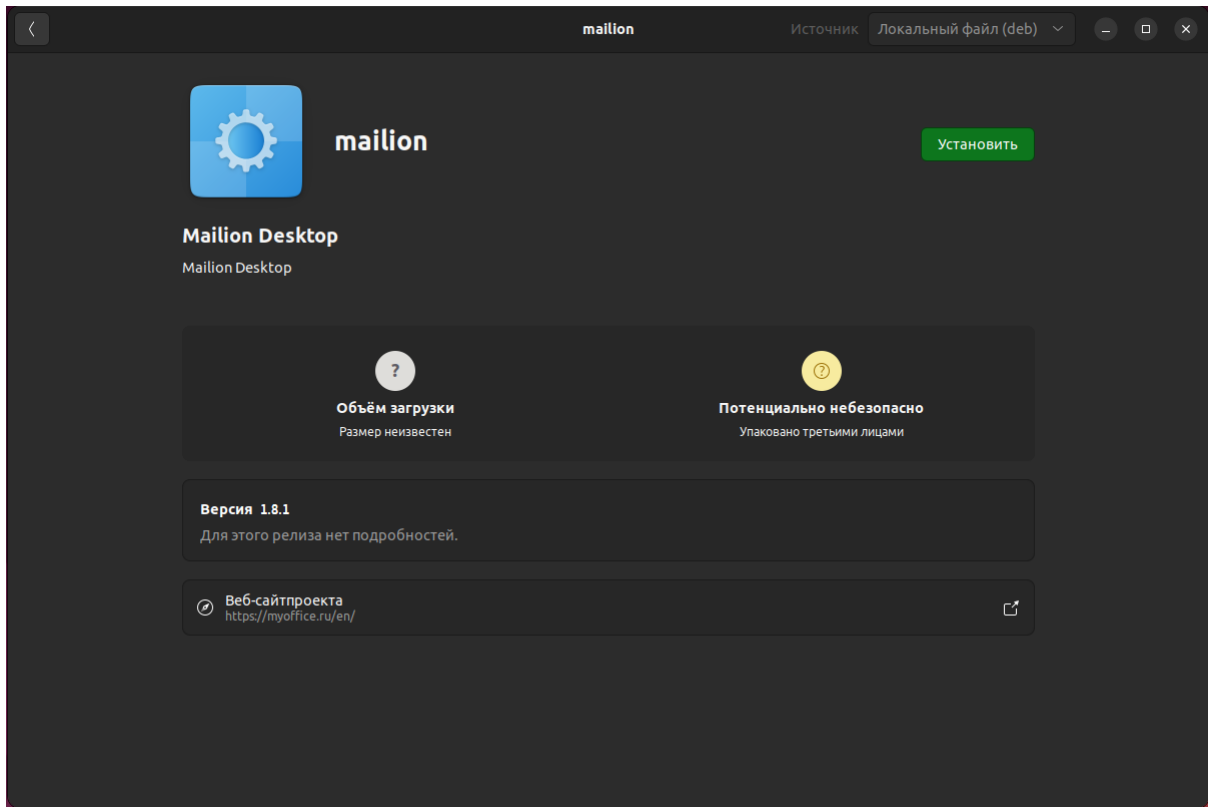 mailion
Источник Локальный файл (deb)
mailion
Установить
Mailion Desktop
Mailion Desktop
?
?
Объём загрузки
Размер неизвестен
Потенциально небезопасно
Упаковано третьими лицами
Версия 1.8.1
Для этого релиза нет подробностей.
Веб-сайтпроекта
https://myoffice.ru/en/